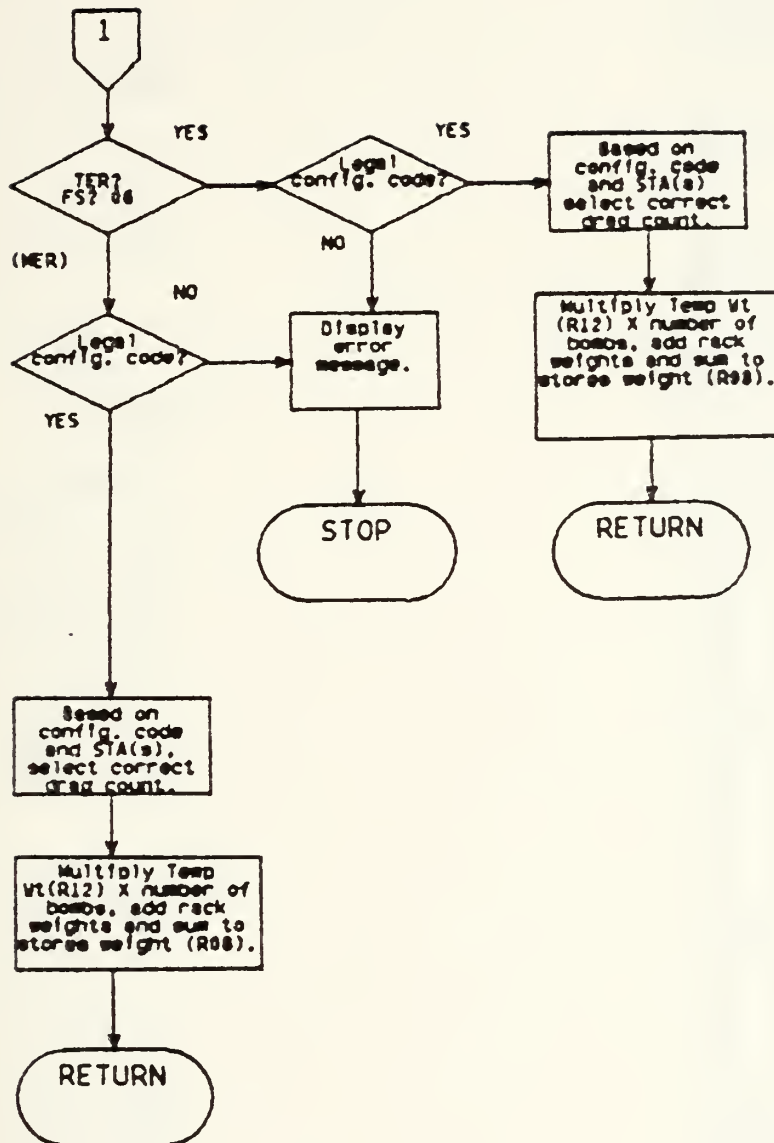 1
YES
TER?
FS? 06
Legal
config. code?
YES
Based on
config. code
and STA(s)
select correct
drag count.
(MER)
NO
NO
Legal
config. code?
Display
error
message.
Multiply Temp Wt
(R12) X number of
bombs, add rack
weights and sum to
stores weight (R08).
YES
STOP
RETURN
Based on
config. code
and STA(s),
select correct
drag count.
Multiply Temp
Wt(R12) X number of
bombs, add rack
weights and sum to
stores weight (R08).
RETURN